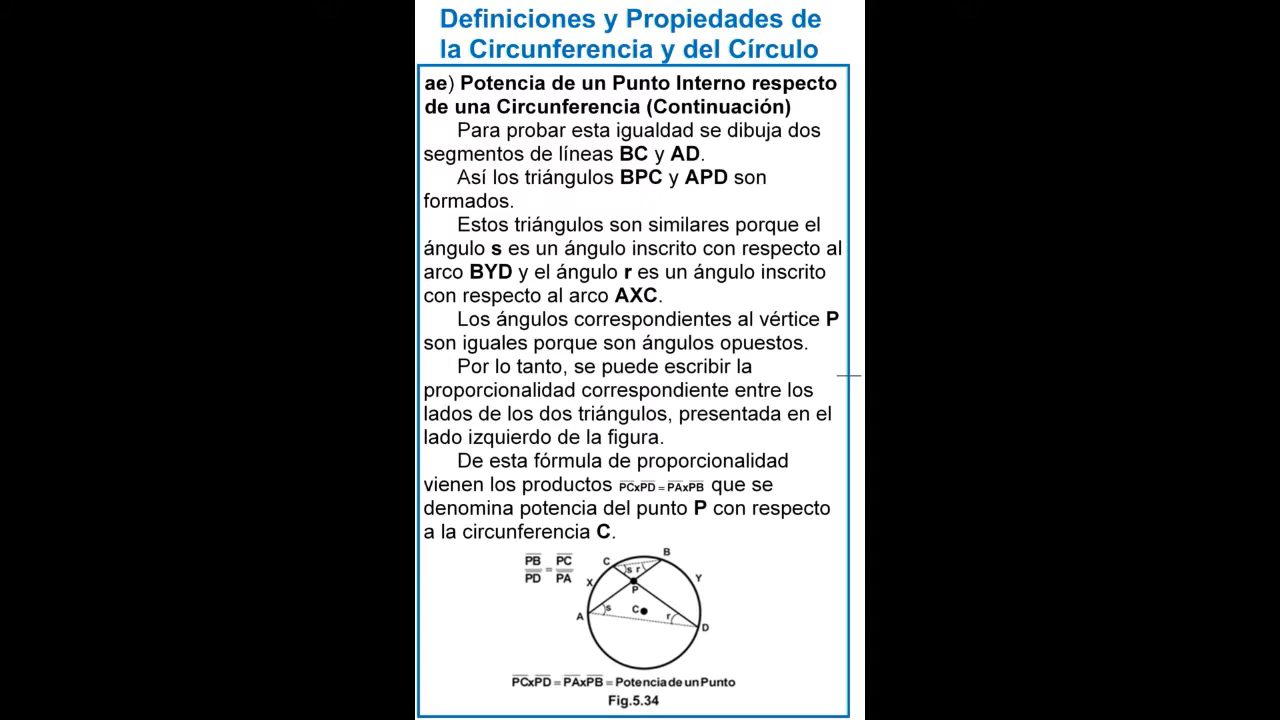 Definiciones y Propiedades de
la Circunferencia y del Círculo
ae) Potencia de un Punto Interno respecto
de una Circunferencia (Continuación)
Para probar esta igualdad se dibuja dos
segmentos de líneas BC y AD.
Así los triángulos BPC y APD son
formados.
Estos triángulos son similares porque el
ángulo s es un ángulo inscrito con respecto al
arco BYD y el ángulo r es un ángulo inscrito
con respecto al arco AXC.
Los ángulos correspondientes al vértice P
son iguales porque son ángulos opuestos.
Por lo tanto, se puede escribir la
proporcionalidad correspondiente entre los
lados de los dos triángulos, presentada en el
lado izquierdo de la figura.
De esta fórmula de proporcionalidad
vienen los productos PCxPD = PAxPB que se
denomina potencia del punto P con respecto
a la circunferencia C.
PB PC
=
PD PA
B
C
s r
X
Y
P
A
s
C
r
D
PCxPD = PAxPB = Potencia de un Punto
Fig.5.34